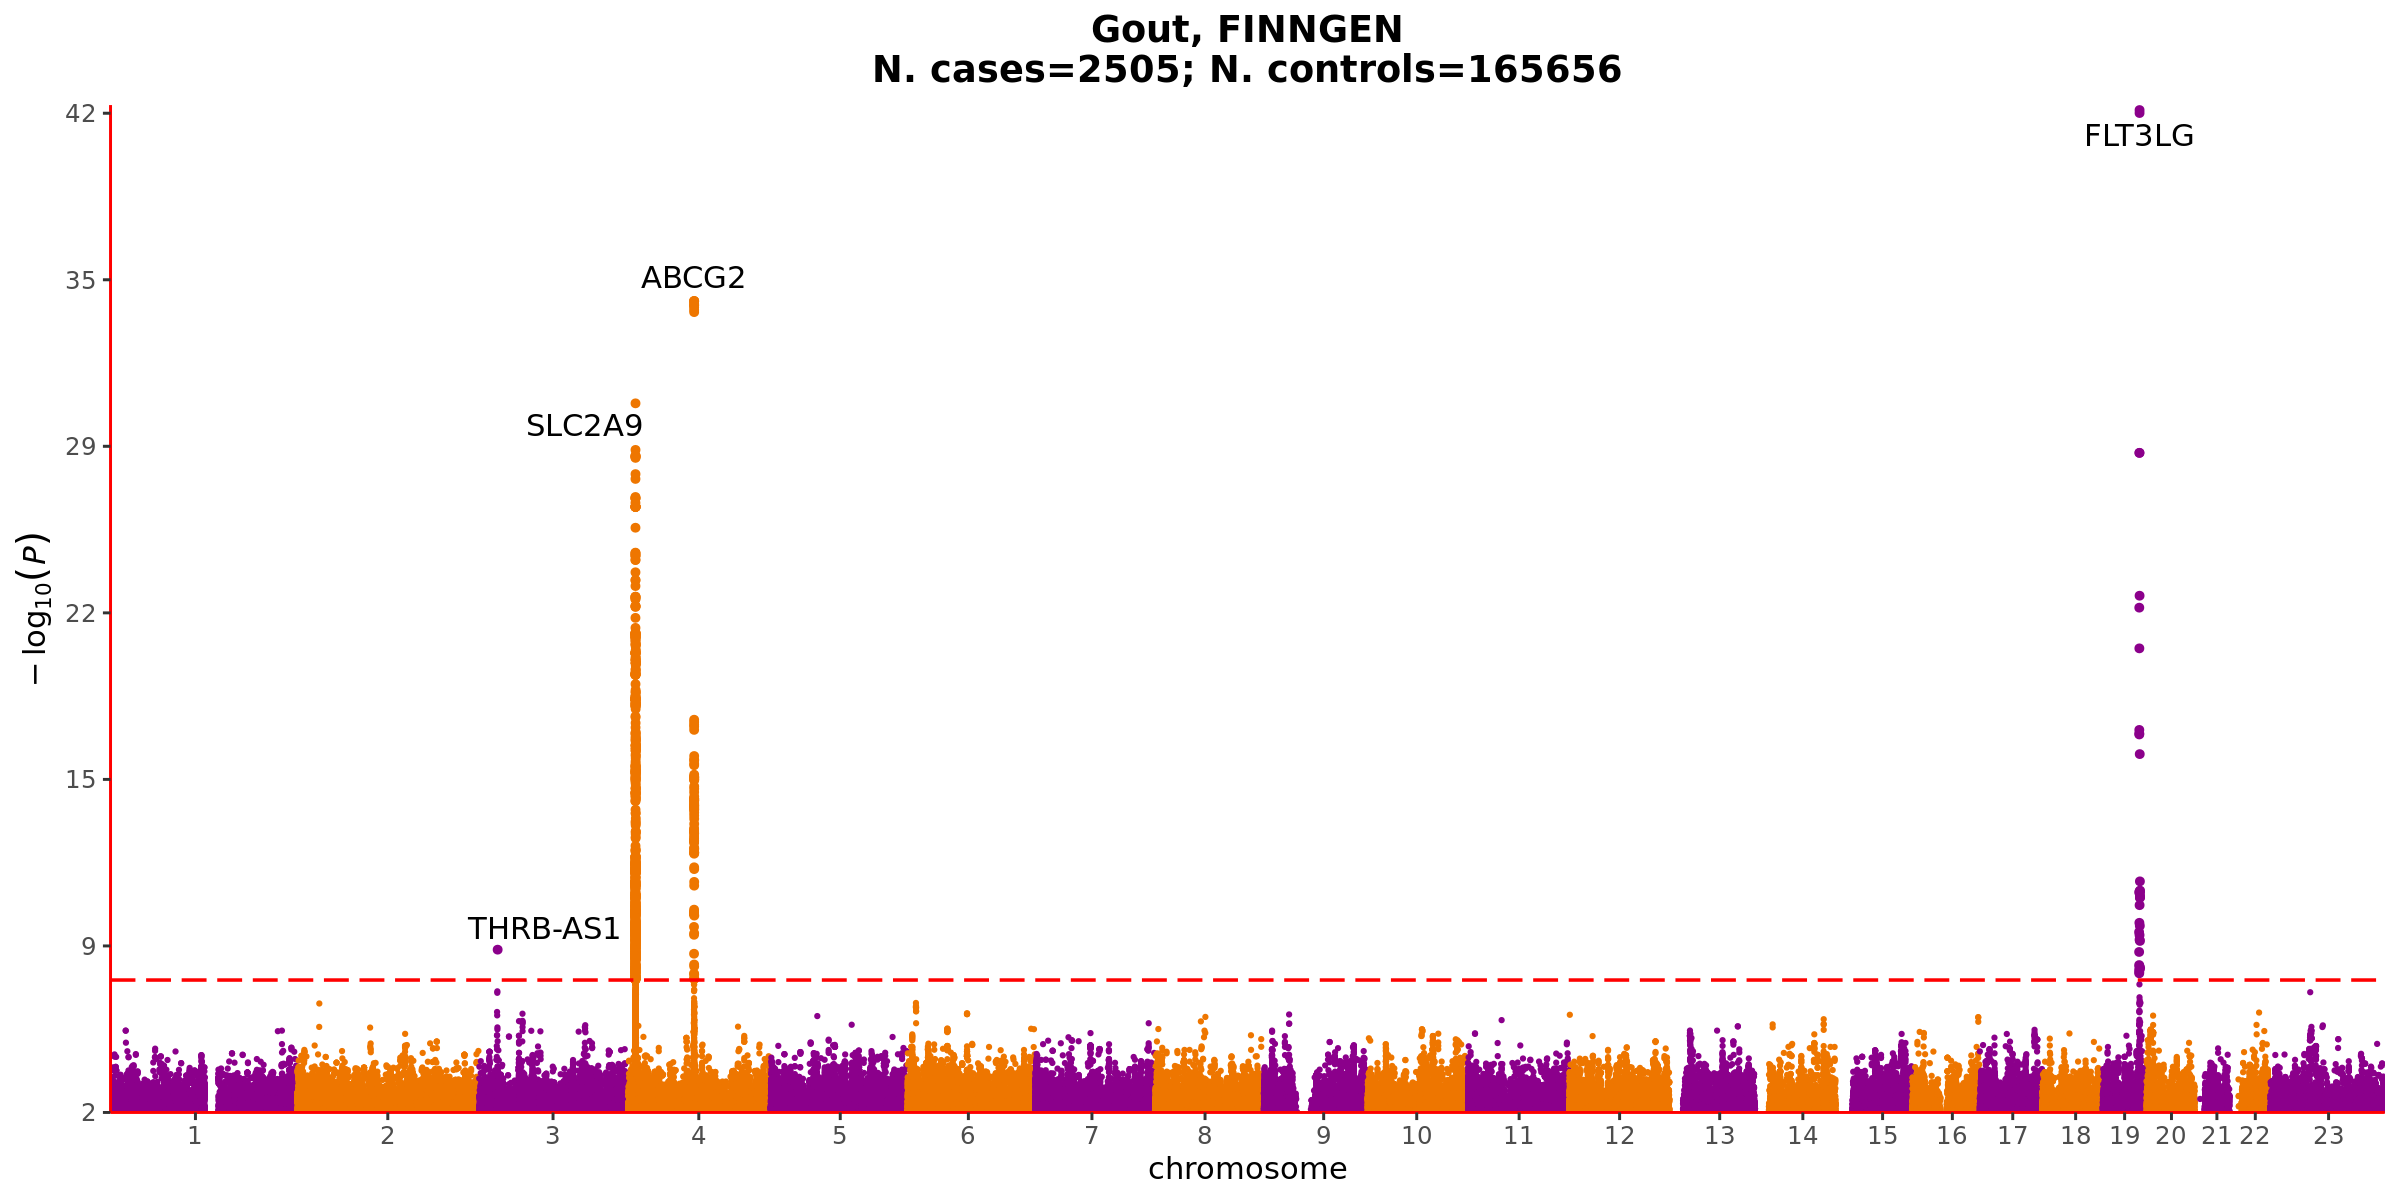 Gout, FINNGEN
N. cases=2505; N. controls=165656
42
FLT3LG
35
ABCG2
29
SLC2A9
22
15
9
THRB-AS1
2
−log10(P)
1 2 3 4 5 6 7 8 9 10 11 12 13 14 15 16 17 18 19 20 21 22 23
chromosome